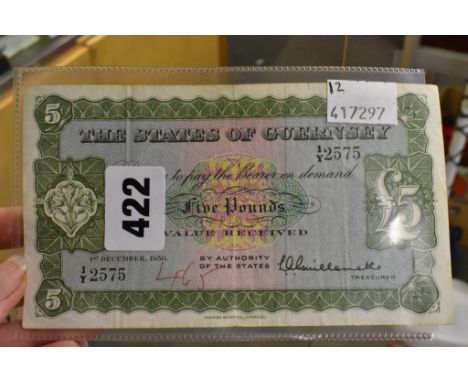 12
417297
5
THE STATES OF GUERNSEY
1/Y 2575
to pay the Bearer on demand
Five Pounds
£5
422
VALUE RECEIVED
1ST DECEMBER, 1956.
BY AUTHORITY
OF THE STATES
1/Y 2575
L65
TREASURER
5
5